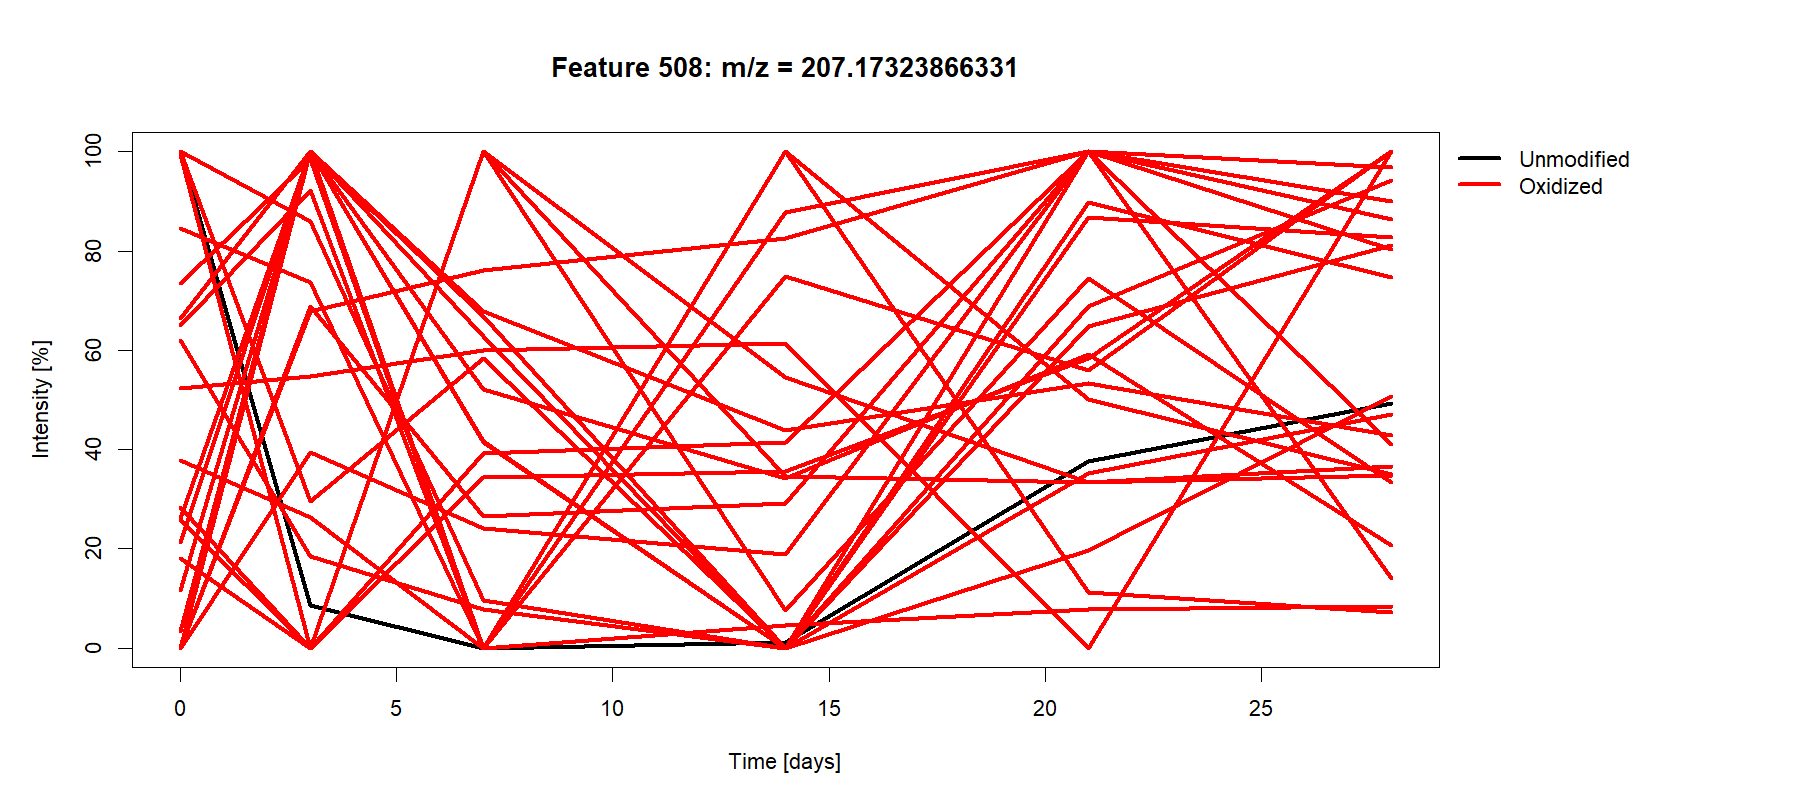 Feature 508: m/z = 207.17323866331
Unmodified
Oxidized
Intensity [%]
100
80
60
40
20
0
0 5 10 15 20 25
Time [days]